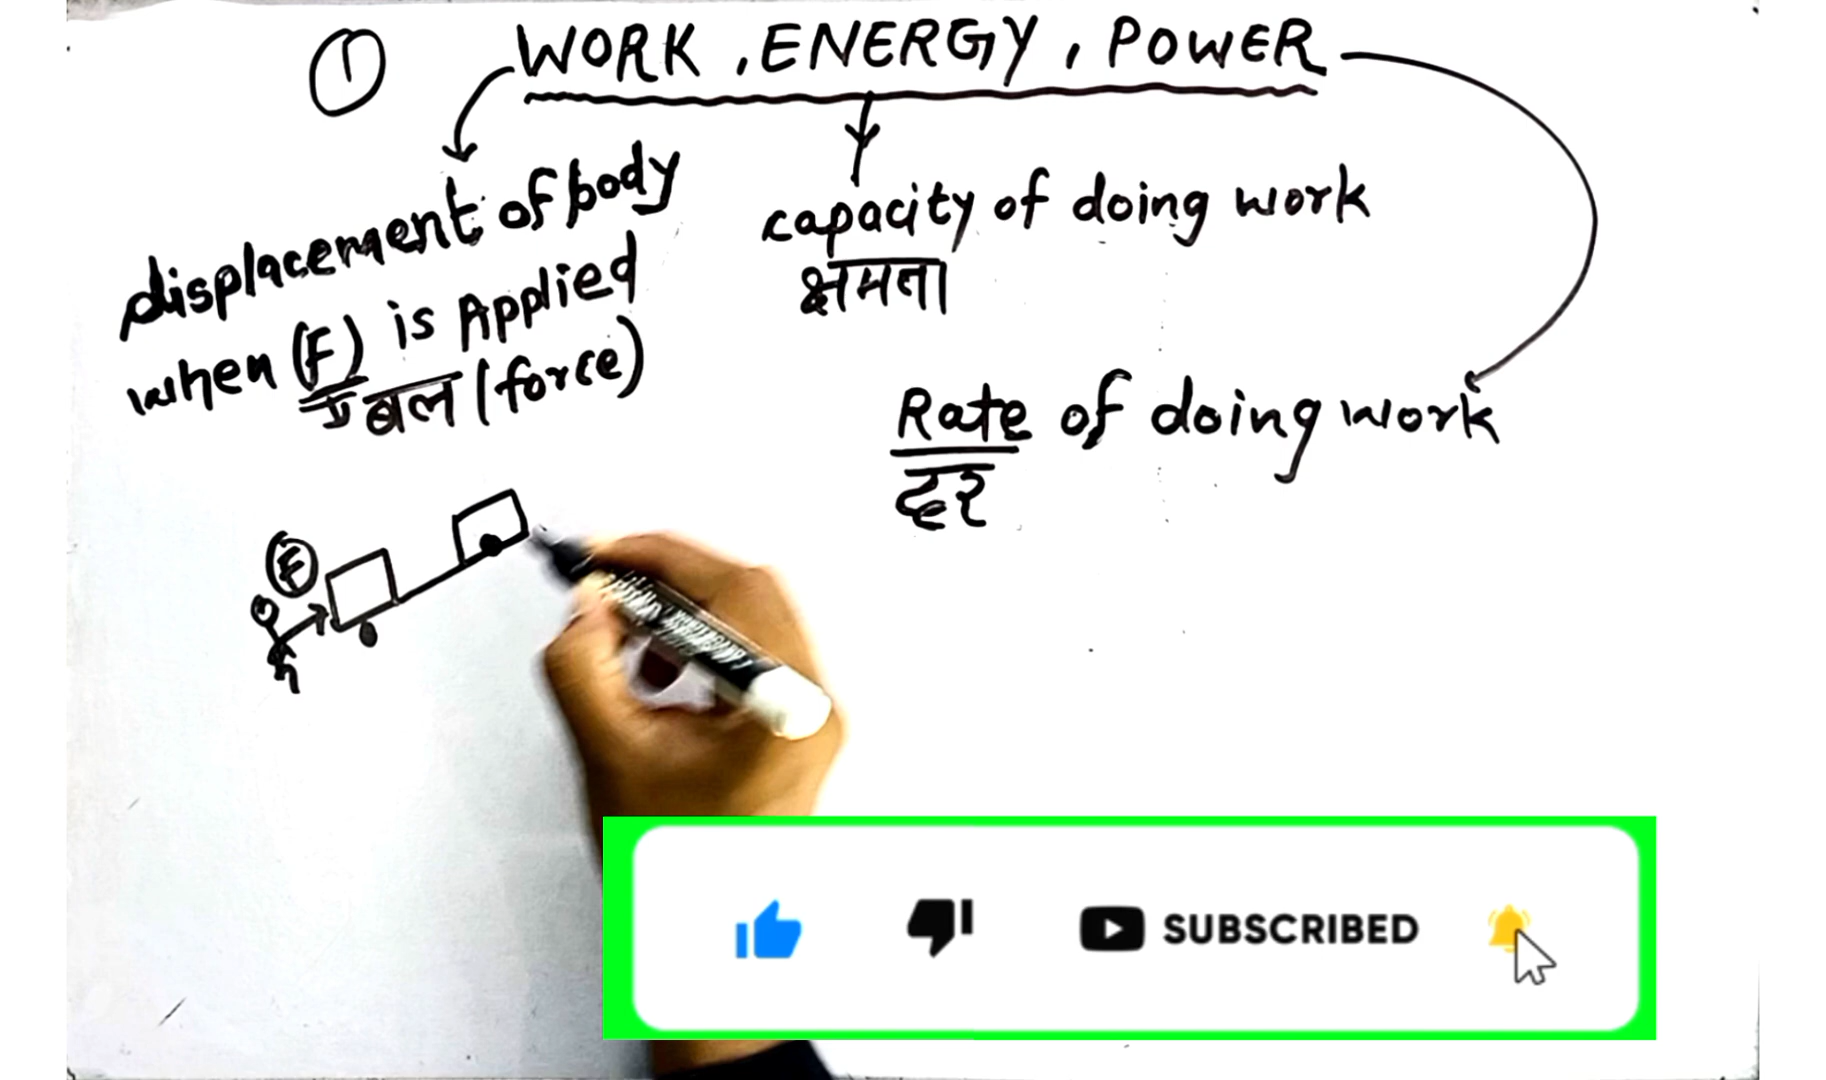 ① WORK, ENERGY, POWER
displacement of body
when (F) is Applied
बल (force)
capacity of doing work
क्षमता
Rate of doing work
दर
F
SUBSCRIBED